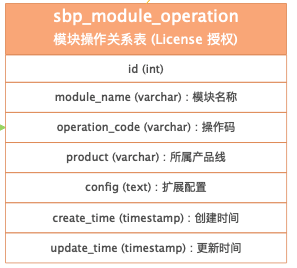 sbp_module_operation
模块操作关系表 (License 授权)
id (int)
module_name (varchar) : 模块名称
operation_code (varchar) : 操作码
product (varchar) : 所属产品线
config (text) : 扩展配置
create_time (timestamp) : 创建时间
update_time (timestamp) : 更新时间